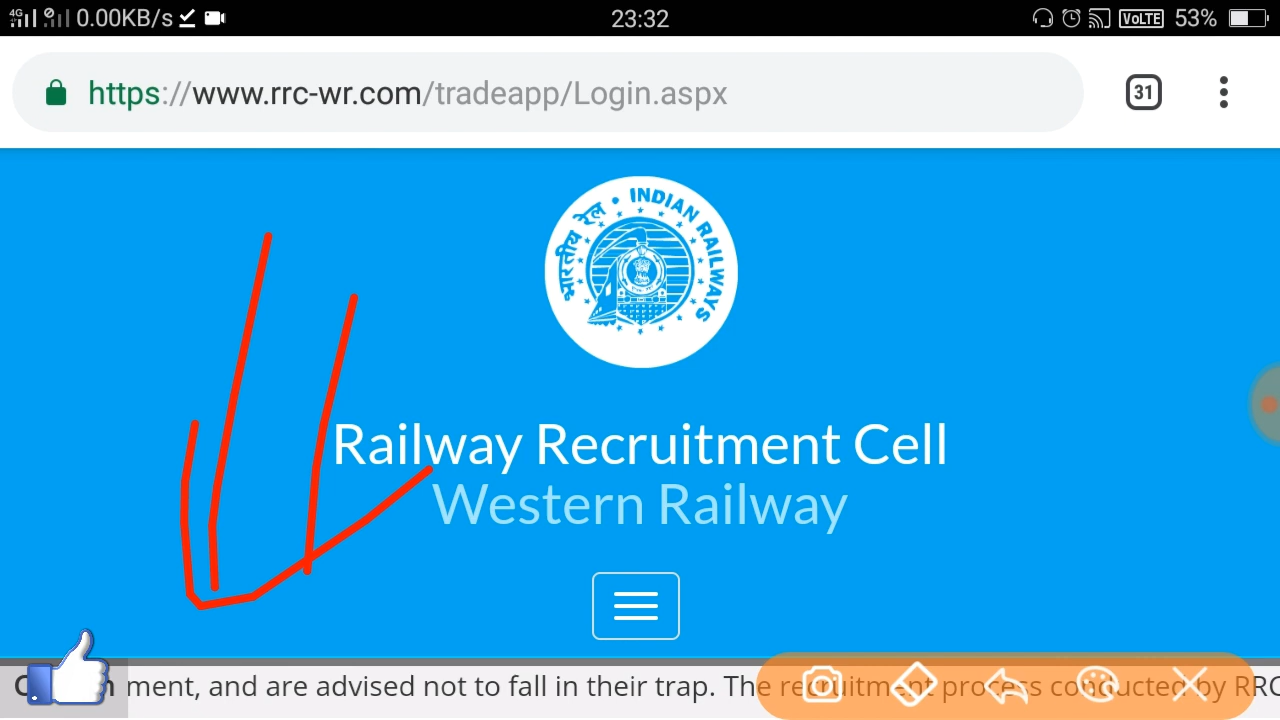 4G 0.00KB/s 23:32 VoLTE 53%
https://www.rrc-wr.com/tradeapp/Login.aspx 31
भारतीय रेल • INDIAN RAILWAYS
Railway Recruitment Cell
Western Railway
ment, and are advised not to fall in their trap. The recruitment process conducted by RRC